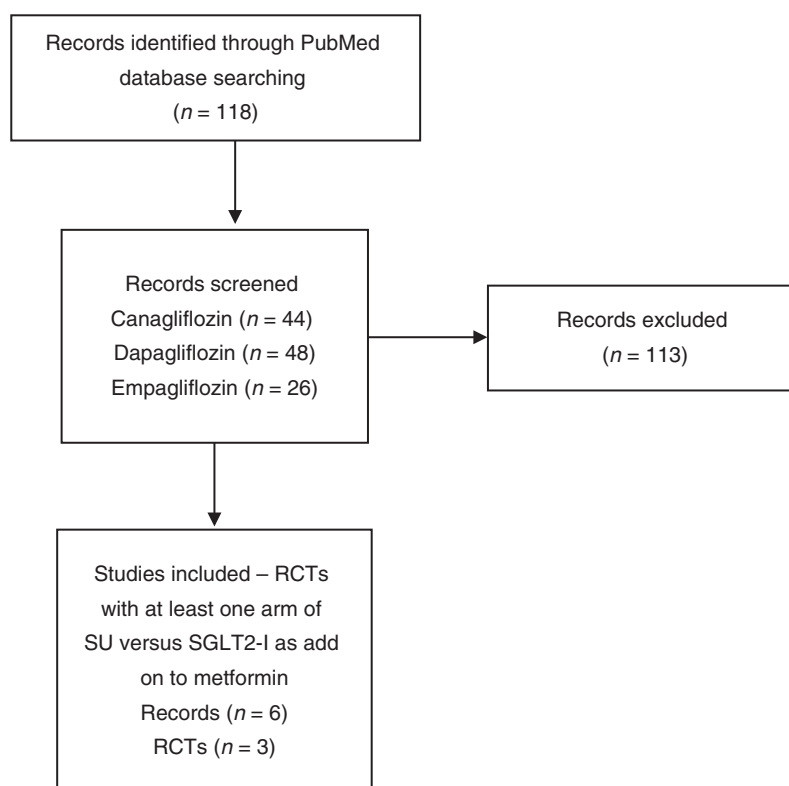 Records identified through PubMed
database searching
(n = 118)
Records screened
Canagliflozin (n = 44)
Dapagliflozin (n = 48)
Empagliflozin (n = 26)
Records excluded
(n = 113)
Studies included – RCTs
with at least one arm of
SU versus SGLT2-I as add
on to metformin
Records (n = 6)
RCTs (n = 3)